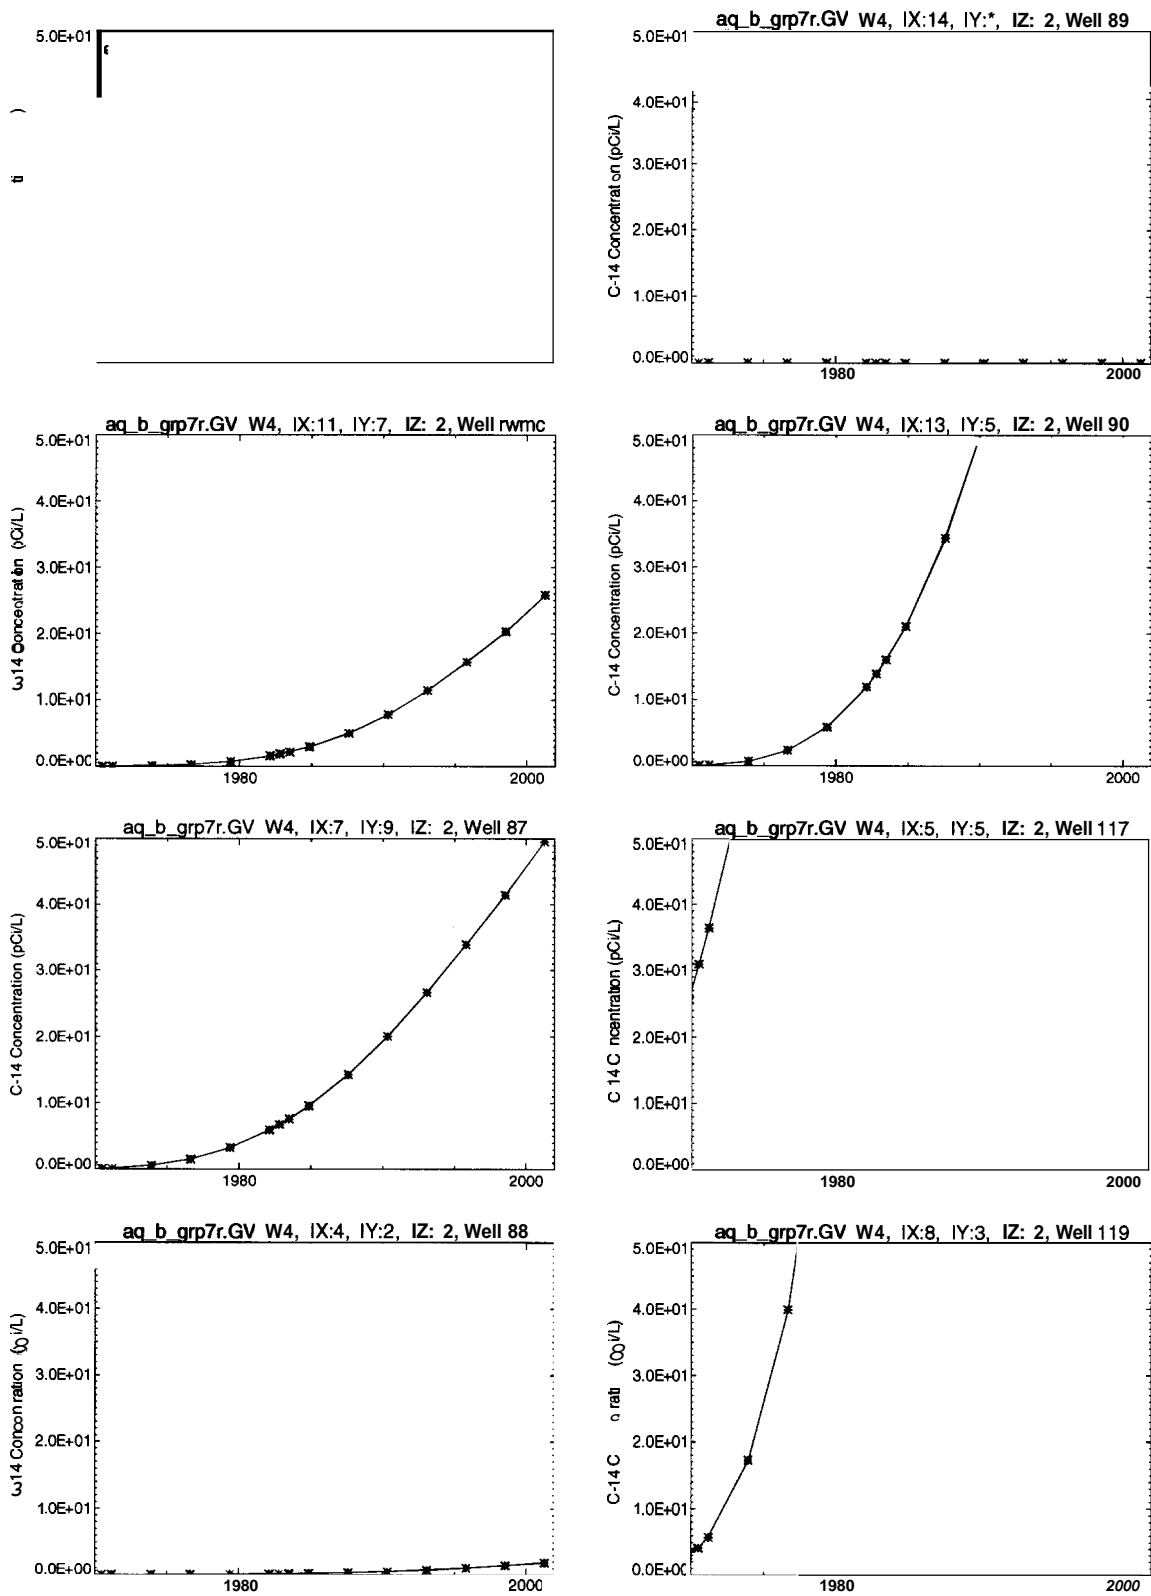 5.0E+01
aq_b_grp7r.GV W4, IX:14, IY:*, IZ: 2, Well 89
5.0E+01
4.0E+01
3.0E+01
2.0E+01
1.0E+01
0.0E+00
C-14 Concentrat on (pCi/L)
1980
2000
aq_b_grp7r.GV W4, IX:11, IY:7, IZ: 2, Well rwmc
5.0E+01
4.0E+01
3.0E+01
2.0E+01
1.0E+01
0.0E+00
1980
2000
aq_b_grp7r.GV W4, IX:13, IY:5, IZ: 2, Well 90
5.0E+01
4.0E+01
3.0E+01
2.0E+01
1.0E+01
0.0E+00
C-14 Concentration (pCi/L)
1980
2000
aq_b_grp7r.GV W4, IX:7, IY:9, IZ: 2, Well 87
5.0E+01
4.0E+01
3.0E+01
2.0E+01
1.0E+01
0.0E+00
C-14 Concentration (pCi/L)
1980
2000
aq_b_grp7r.GV W4, IX:5, IY:5, IZ: 2, Well 117
5.0E+01
4.0E+01
3.0E+01
2.0E+01
1.0E+01
0.0E+00
C 14 C ncentration (pCi/L)
1980
2000
aq_b_grp7r.GV W4, IX:4, IY:2, IZ: 2, Well 88
5.0E+01
4.0E+01
3.0E+01
2.0E+01
1.0E+01
0.0E+00
1980
2000
aq_b_grp7r.GV W4, IX:8, IY:3, IZ: 2, Well 119
5.0E+01
4.0E+01
3.0E+01
2.0E+01
1.0E+01
0.0E+00
C-14 C
1980
2000